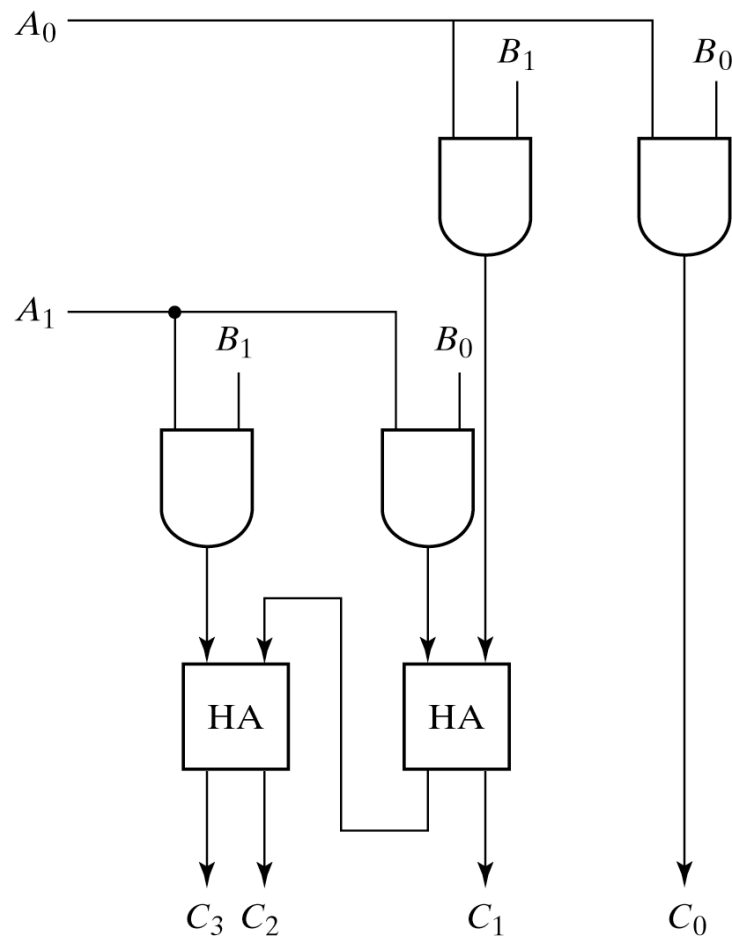 A₀
B₁ B₀
A₁
B₁ B₀
HA HA
C₃ C₂ C₁ C₀